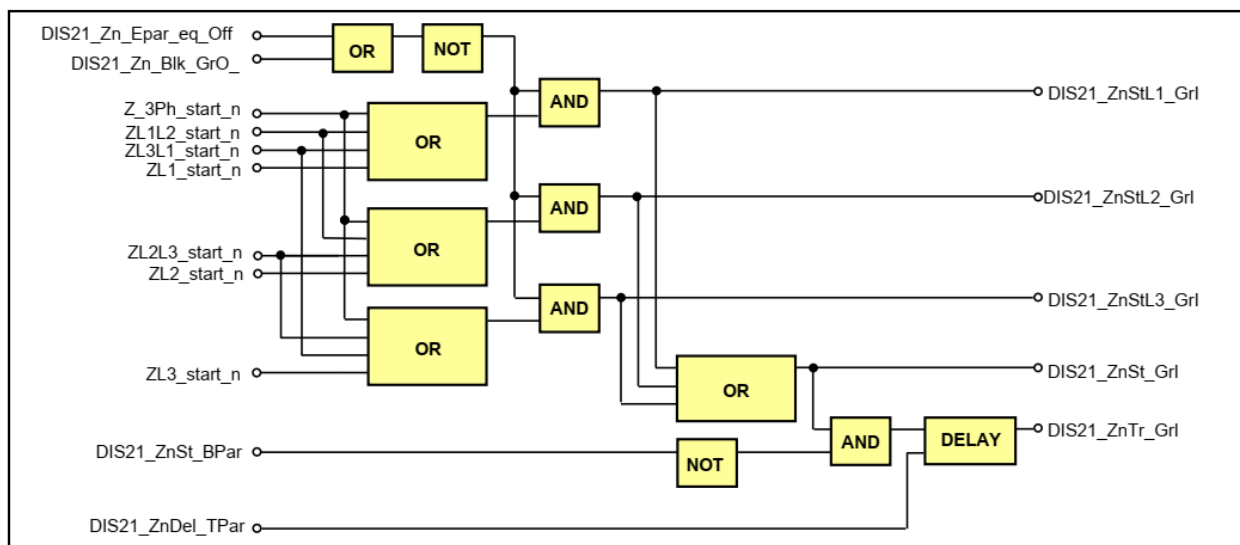 DIS21_Zn_Epar_eq_Off
DIS21_Zn_Blk_GrO_
OR
NOT
Z_3Ph_start_n
ZL1L2_start_n
ZL3L1_start_n
ZL1_start_n
OR
AND
DIS21_ZnStL1_GrI
ZL2L3_start_n
ZL2_start_n
OR
AND
DIS21_ZnStL2_GrI
ZL3_start_n
OR
AND
DIS21_ZnStL3_GrI
OR
DIS21_ZnSt_GrI
DIS21_ZnSt_BPar
NOT
AND
DELAY
DIS21_ZnTr_GrI
DIS21_ZnDel_TPar